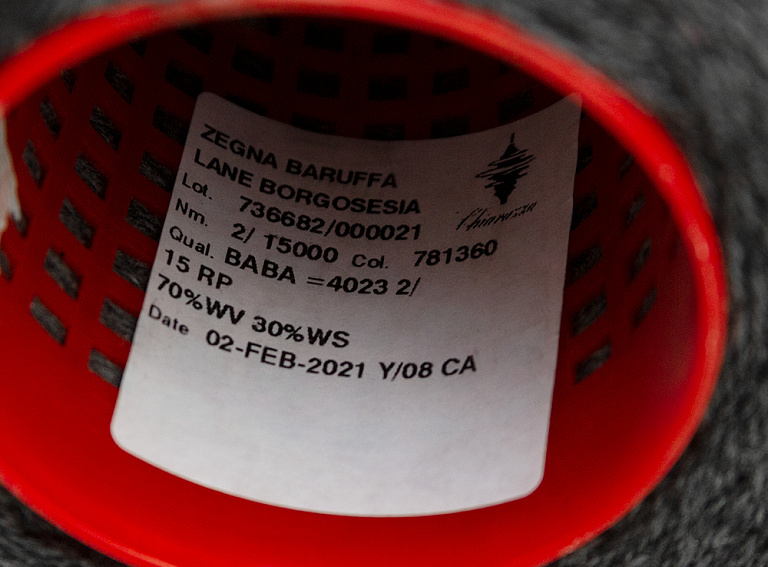 ZEGNA BARUFFA
LANE BORGOSESIA
Lot. 736682/000021
Nm. 2/ 15000 Col. 781360
Qual. BABA =4023 2/
15 RP
70%WV 30%WS
Date 02-FEB-2021 Y/08 CA